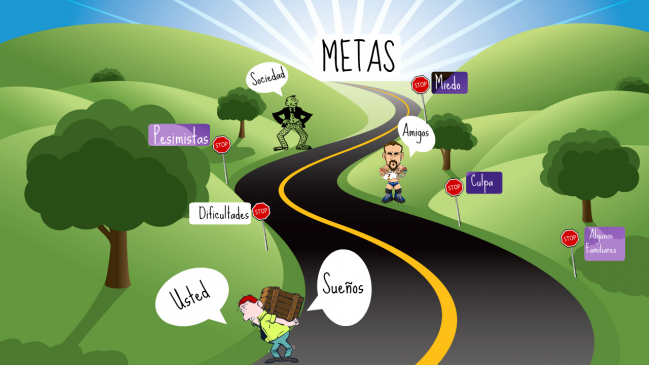 METAS
Sociedad
STOP
Miedo
Amigos
Pesimistas
STOP
STOP
Culpa
Dificultades
STOP
STOP
Algunos
Familiares
Usted
Sueños